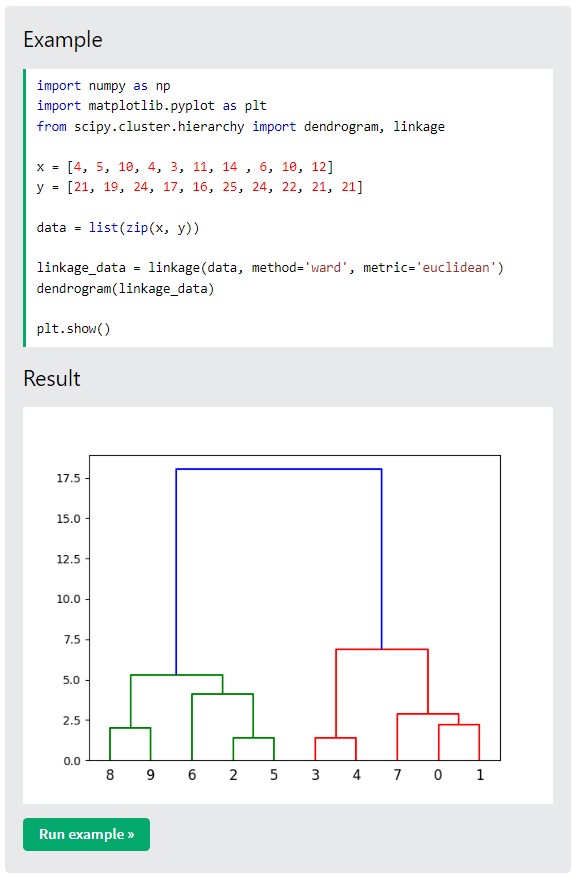 Example
import numpy as np
import matplotlib.pyplot as plt
from scipy.cluster.hierarchy import dendrogram, linkage
x = [4, 5, 10, 4, 3, 11, 14 , 6, 10, 12]
y = [21, 19, 24, 17, 16, 25, 24, 22, 21, 21]
data = list(zip(x, y))
linkage_data = linkage(data, method='ward', metric='euclidean')
dendrogram(linkage_data)
plt.show()
Result
17.5
15.0
12.5
10.0
7.5
5.0
2.5
0.0
8 9 6 2 5 3 4 7 0 1
Run example »